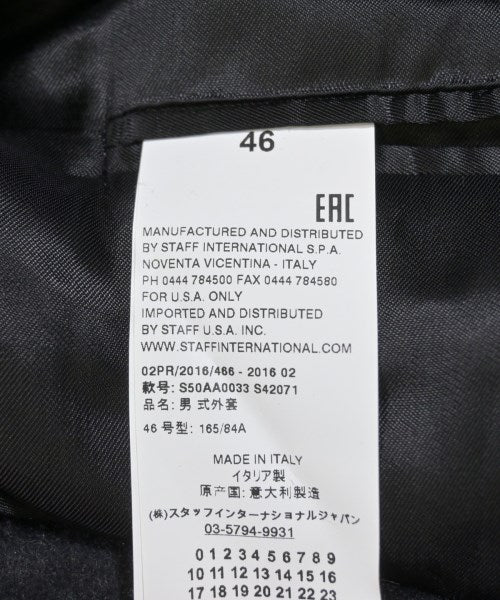 46
EAC
MANUFACTURED AND DISTRIBUTED
BY STAFF INTERNATIONAL S.P.A.
NOVENTA VICENTINA - ITALY
PH 0444 784500 FAX 0444 784580
FOR U.S.A. ONLY
IMPORTED AND DISTRIBUTED
BY STAFF U.S.A. INC.
WWW.STAFFINTERNATIONAL.COM
02PR/2016/466 - 2016 02
款号: S50AA0033 S42071
品名: 男 式外套
46 号型: 165/84A
MADE IN ITALY
イタリア製
原产国: 意大利製造
(株)スタッフインターナショナルジャパン
03-5794-9931
0 1 2 3 4 5 6 7 8 9
10 11 12 13 14 15 16
17 18 19 20 21 22 23